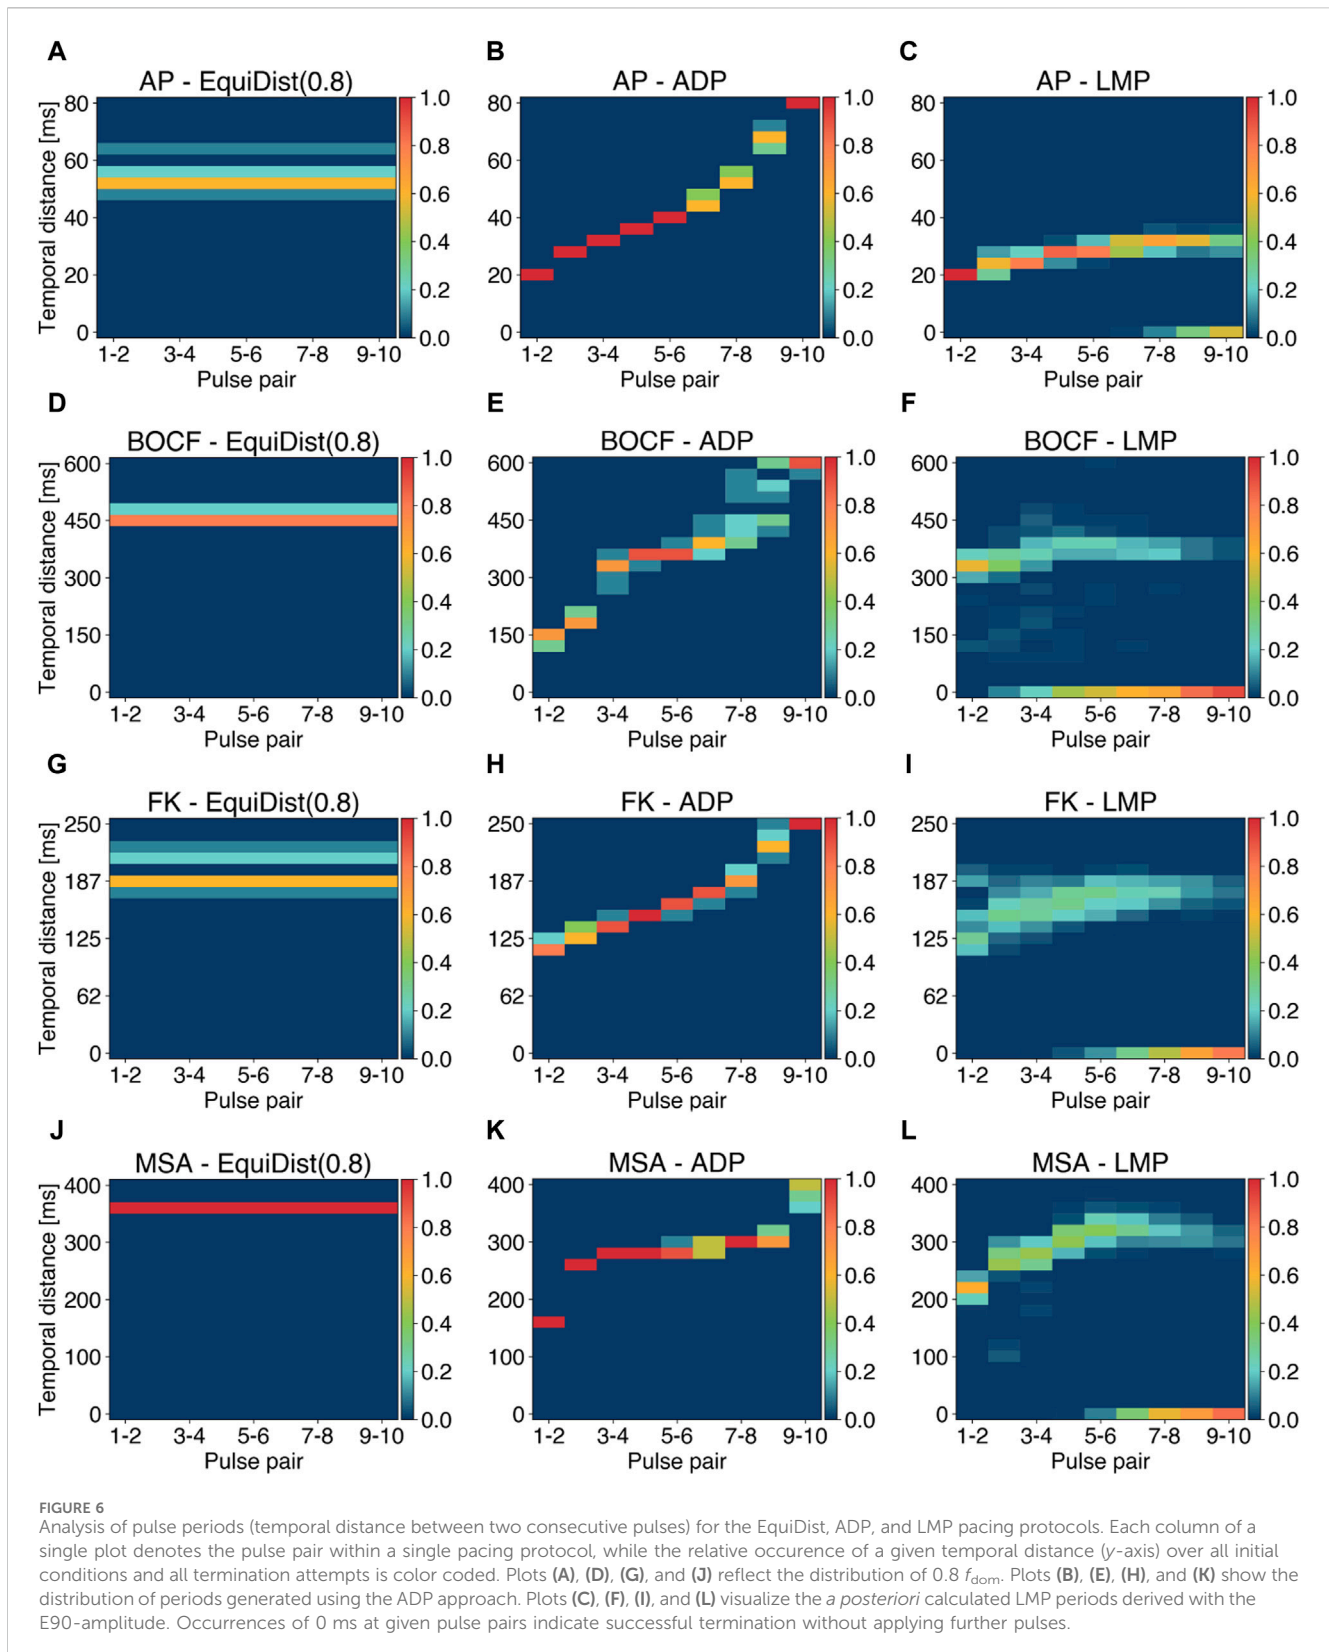 A
AP - EquiDist(0.8)
Temporal distance [ms]
80
60
40
20
0
1-2 3-4 5-6 7-8 9-10
Pulse pair
1.0
0.8
0.6
0.4
0.2
0.0
B
AP - ADP
80
60
40
20
0
1-2 3-4 5-6 7-8 9-10
Pulse pair
1.0
0.8
0.6
0.4
0.2
0.0
C
AP - LMP
80
60
40
20
0
1-2 3-4 5-6 7-8 9-10
Pulse pair
1.0
0.8
0.6
0.4
0.2
0.0
D
BOCF - EquiDist(0.8)
Temporal distance [ms]
600
450
300
150
0
1-2 3-4 5-6 7-8 9-10
Pulse pair
1.0
0.8
0.6
0.4
0.2
0.0
E
BOCF - ADP
600
450
300
150
0
1-2 3-4 5-6 7-8 9-10
Pulse pair
1.0
0.8
0.6
0.4
0.2
0.0
F
BOCF - LMP
600
450
300
150
0
1-2 3-4 5-6 7-8 9-10
Pulse pair
1.0
0.8
0.6
0.4
0.2
0.0
G
FK - EquiDist(0.8)
Temporal distance [ms]
250
187
125
62
0
1-2 3-4 5-6 7-8 9-10
Pulse pair
1.0
0.8
0.6
0.4
0.2
0.0
H
FK - ADP
250
187
125
62
0
1-2 3-4 5-6 7-8 9-10
Pulse pair
1.0
0.8
0.6
0.4
0.2
0.0
I
FK - LMP
250
187
125
62
0
1-2 3-4 5-6 7-8 9-10
Pulse pair
1.0
0.8
0.6
0.4
0.2
0.0
J
MSA - EquiDist(0.8)
Temporal distance [ms]
400
300
200
100
0
1-2 3-4 5-6 7-8 9-10
Pulse pair
1.0
0.8
0.6
0.4
0.2
0.0
K
MSA - ADP
400
300
200
100
0
1-2 3-4 5-6 7-8 9-10
Pulse pair
1.0
0.8
0.6
0.4
0.2
0.0
L
MSA - LMP
400
300
200
100
0
1-2 3-4 5-6 7-8 9-10
Pulse pair
1.0
0.8
0.6
0.4
0.2
0.0
FIGURE 6
Analysis of pulse periods (temporal distance between two consecutive pulses) for the EquiDist, ADP, and LMP pacing protocols. Each column of a
single plot denotes the pulse pair within a single pacing protocol, while the relative occurence of a given temporal distance (y-axis) over all initial
conditions and all termination attempts is color coded. Plots (A), (D), (G), and (J) reflect the distribution of 0.8 f_dom. Plots (B), (E), (H), and (K) show the
distribution of periods generated using the ADP approach. Plots (C), (F), (I), and (L) visualize the a posteriori calculated LMP periods derived with the
E90-amplitude. Occurrences of 0 ms at given pulse pairs indicate successful termination without applying further pulses.